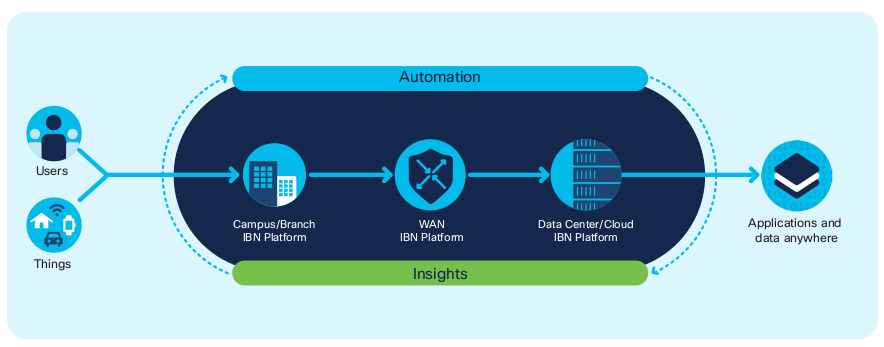 Automation
Users
Things
Campus/Branch
IBN Platform
WAN
IBN Platform
Data Center/Cloud
IBN Platform
Applications and
data anywhere
Insights